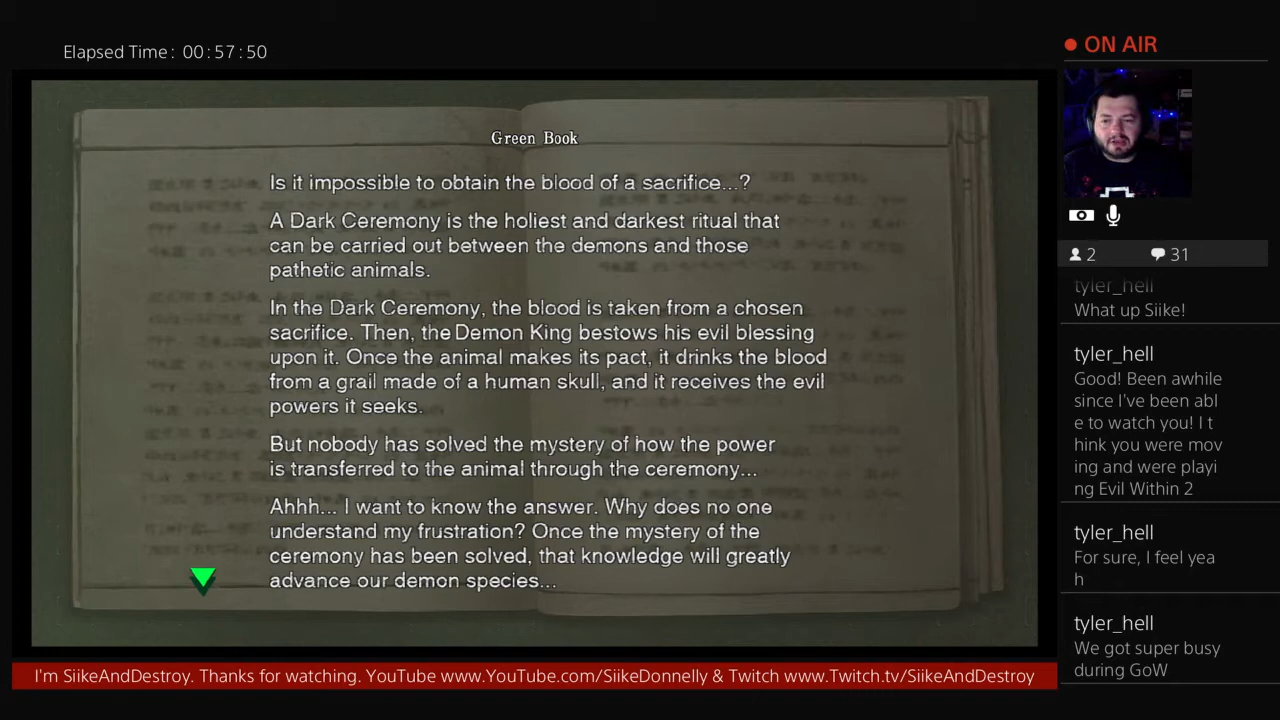 Elapsed Time: 00:57:50
ON AIR
Green Book
Is it impossible to obtain the blood of a sacrifice...?
A Dark Ceremony is the holiest and darkest ritual that
can be carried out between the demons and those
pathetic animals.
In the Dark Ceremony, the blood is taken from a chosen
sacrifice. Then, the Demon King bestows his evil blessing
upon it. Once the animal makes its pact, it drinks the blood
from a grail made of a human skull, and it receives the evil
powers it seeks.
But nobody has solved the mystery of how the power
is transferred to the animal through the ceremony...
Ahhh... I want to know the answer. Why does no one
understand my frustration? Once the mystery of the
ceremony has been solved, that knowledge will greatly
advance our demon species...
2
31
tyler_hell
What up Siike!
tyler_hell
Good! Been awhile
since I've been abl
e to watch you! I t
hink you were mov
ing and were playi
ng Evil Within 2
tyler_hell
For sure, I feel yea
h
tyler_hell
We got super busy
during GoW
I'm SiikeAndDestroy. Thanks for watching. YouTube www.YouTube.com/SiikeDonnelly & Twitch www.Twitch.tv/SiikeAndDestroy